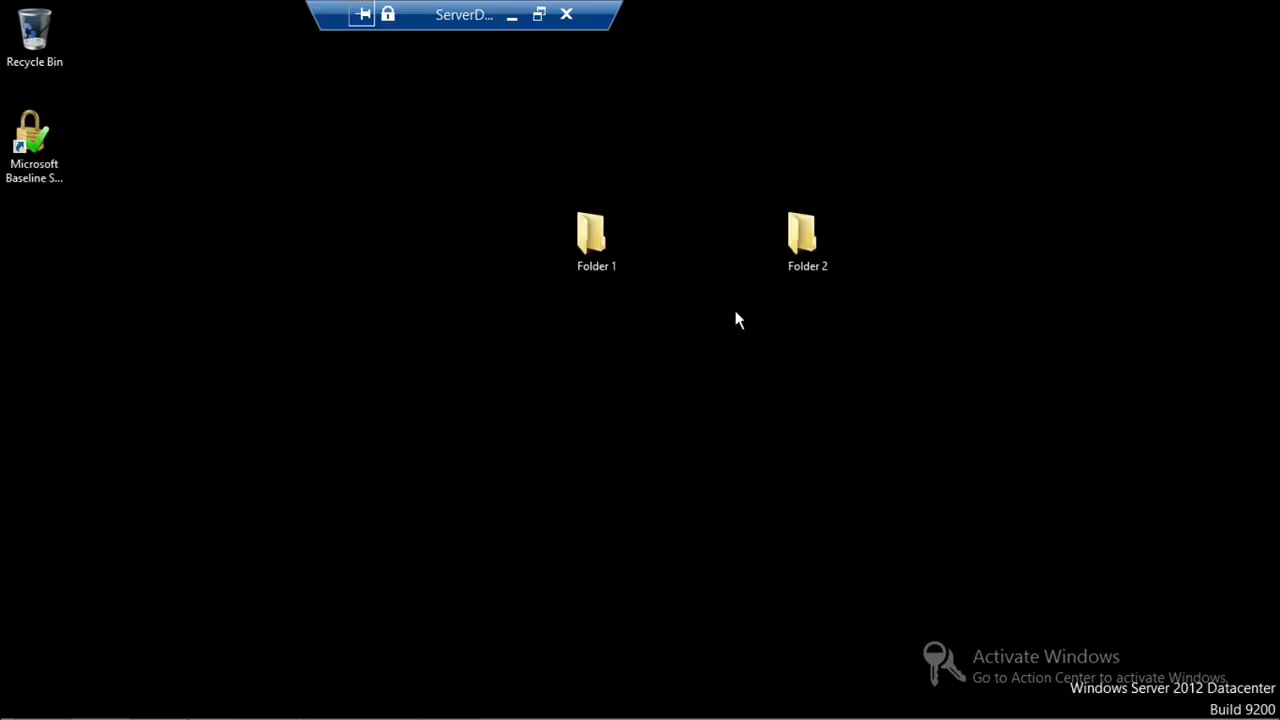 ServerD...
Recycle Bin
Microsoft
Baseline S...
Folder 1
Folder 2
Activate Windows
Go to Action Center to activate Windows.
Windows Server 2012 Datacenter
Build 9200